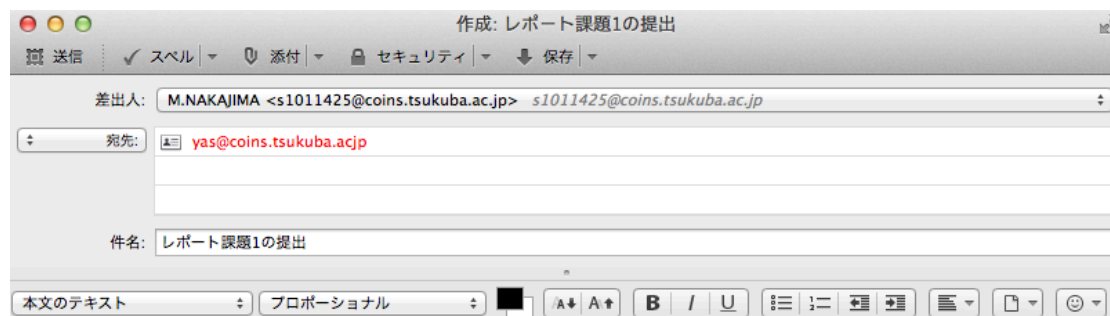 作成: レポート課題1の提出
送信 スペル 添付 セキュリティ 保存
差出人: M.NAKAJIMA <s1011425@coins.tsukuba.ac.jp> s1011425@coins.tsukuba.ac.jp
宛先: yas@coins.tsukuba.acjp
件名: レポート課題1の提出
本文のテキスト プロポーショナル A A B I U